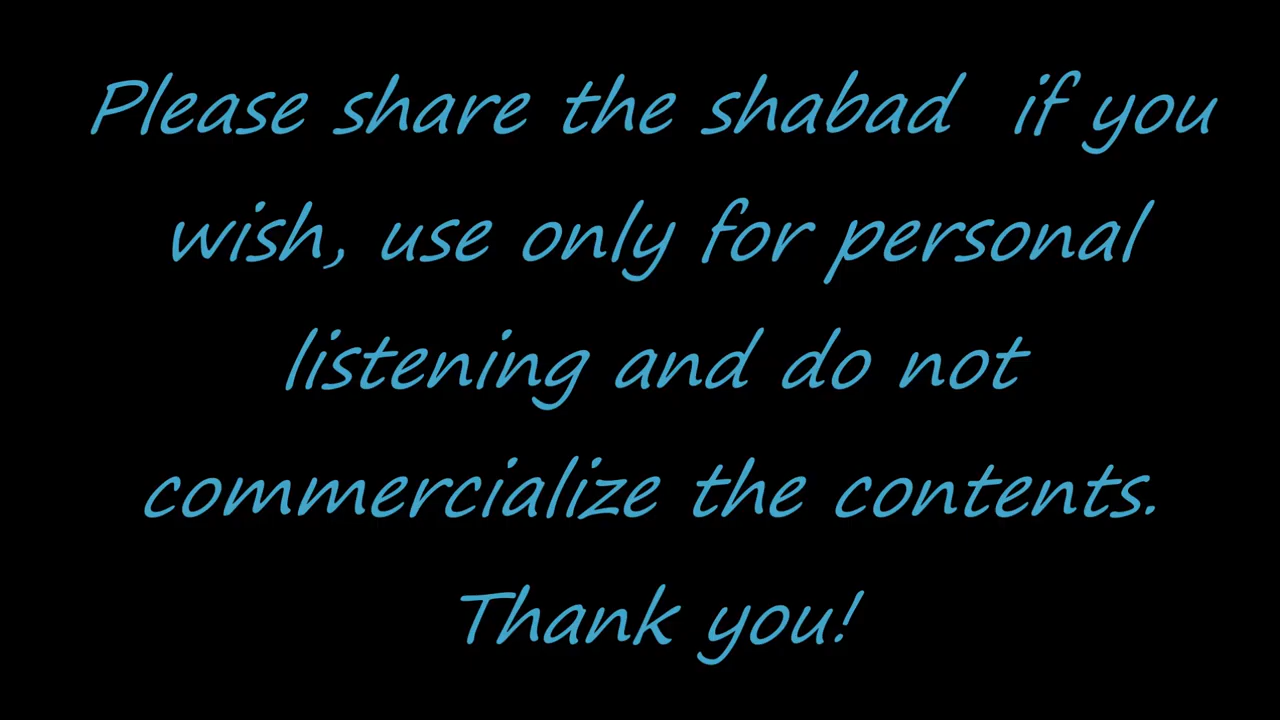 Please share the shabad if you
wish, use only for personal
listening and do not
commercialize the contents.
Thank you!